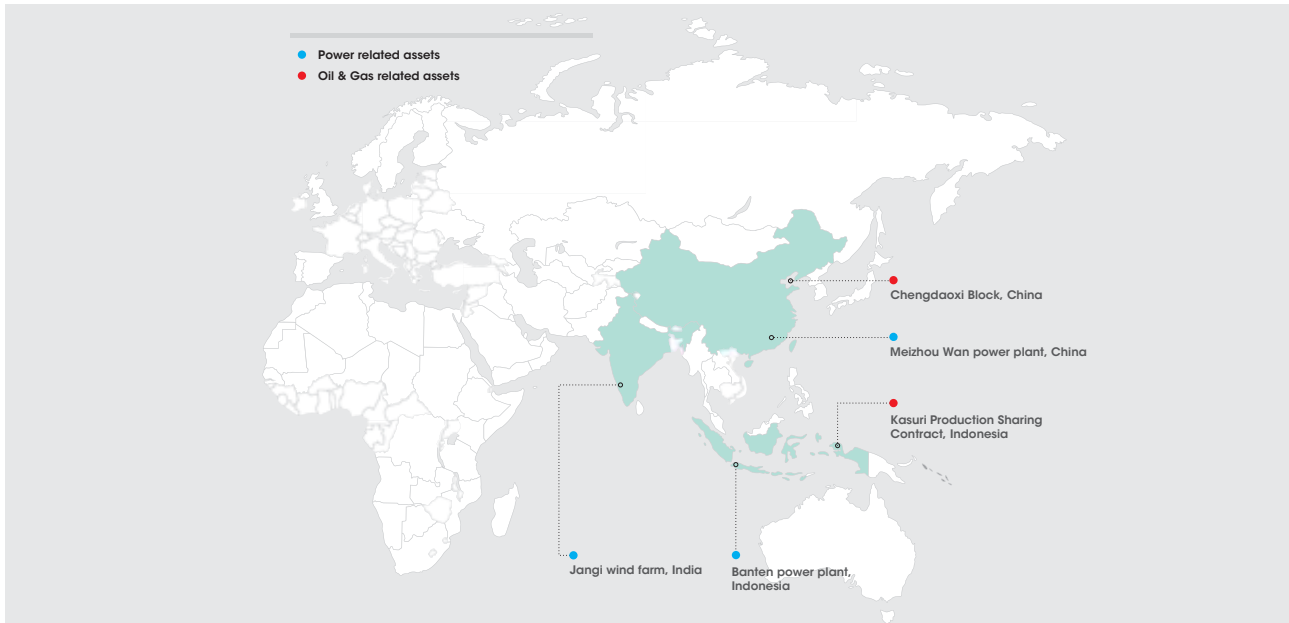 Power related assets
Oil & Gas related assets
Chengdaoxi Block, China
Meizhou Wan power plant, China
Kasuri Production Sharing
Contract, Indonesia
Jangi wind farm, India
Banten power plant,
Indonesia